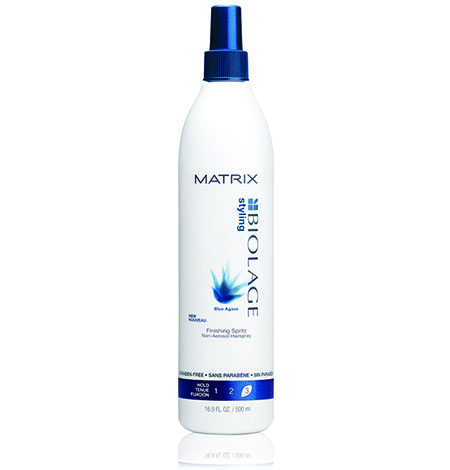 MATRIX
BIOLAGE
styling
Blue Agave
NEW
NOUVEAU
Finishing Spritz
Non-Aerosol Hairspray
PARABEN-FREE • SANS PARABÈNE • SIN PARABE
HOLD
TENUE
FIJACIÓN
1 2 3
16.9 FL. OZ. / 500 ml